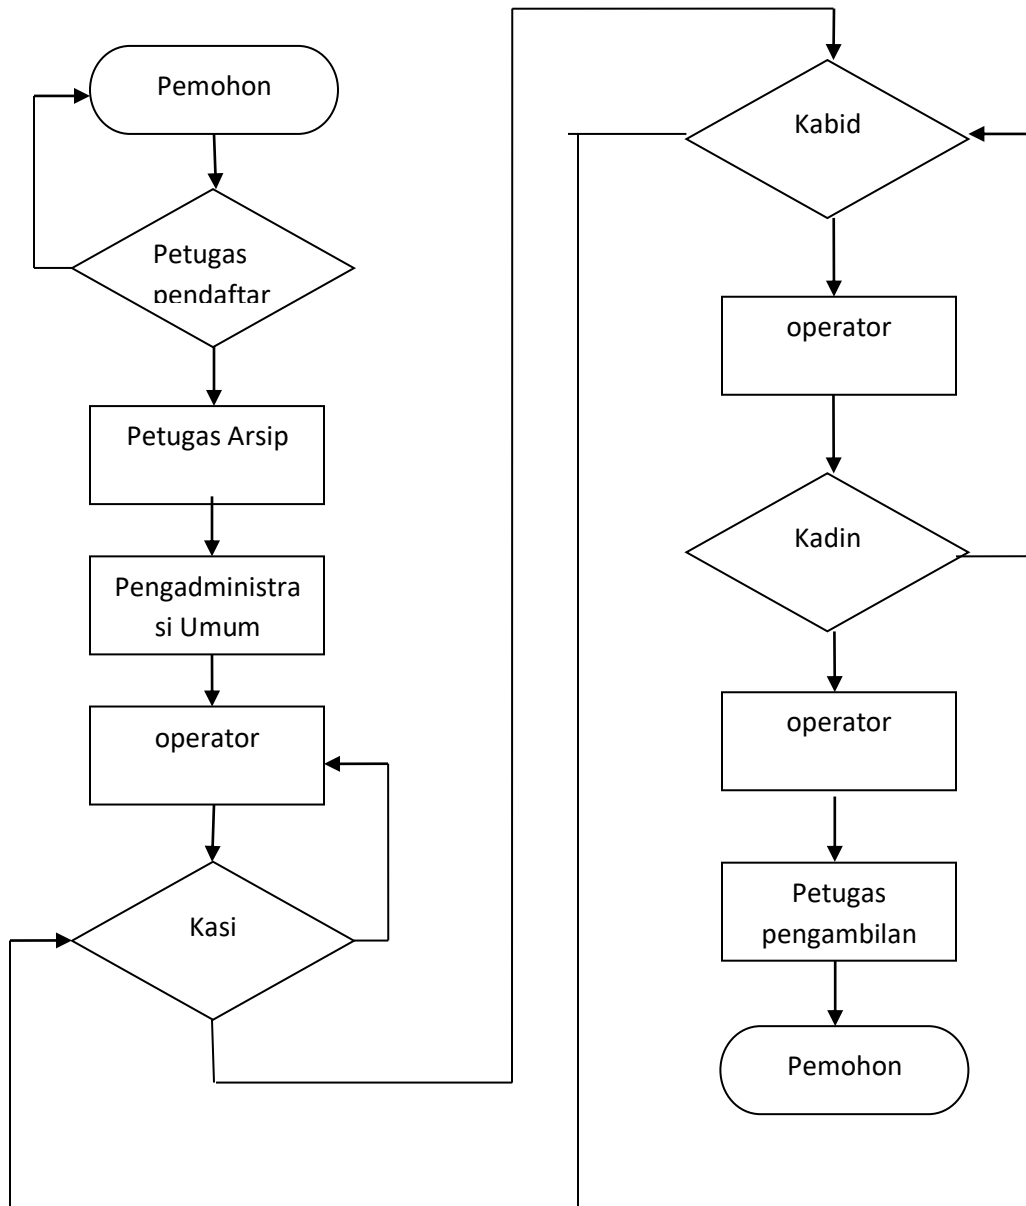 Pemohon
Petugas
pendaftar
Petugas Arsip
Pengadministra
si Umum
operator
Kasi
Kabid
operator
Kadin
operator
Petugas
pengambilan
Pemohon